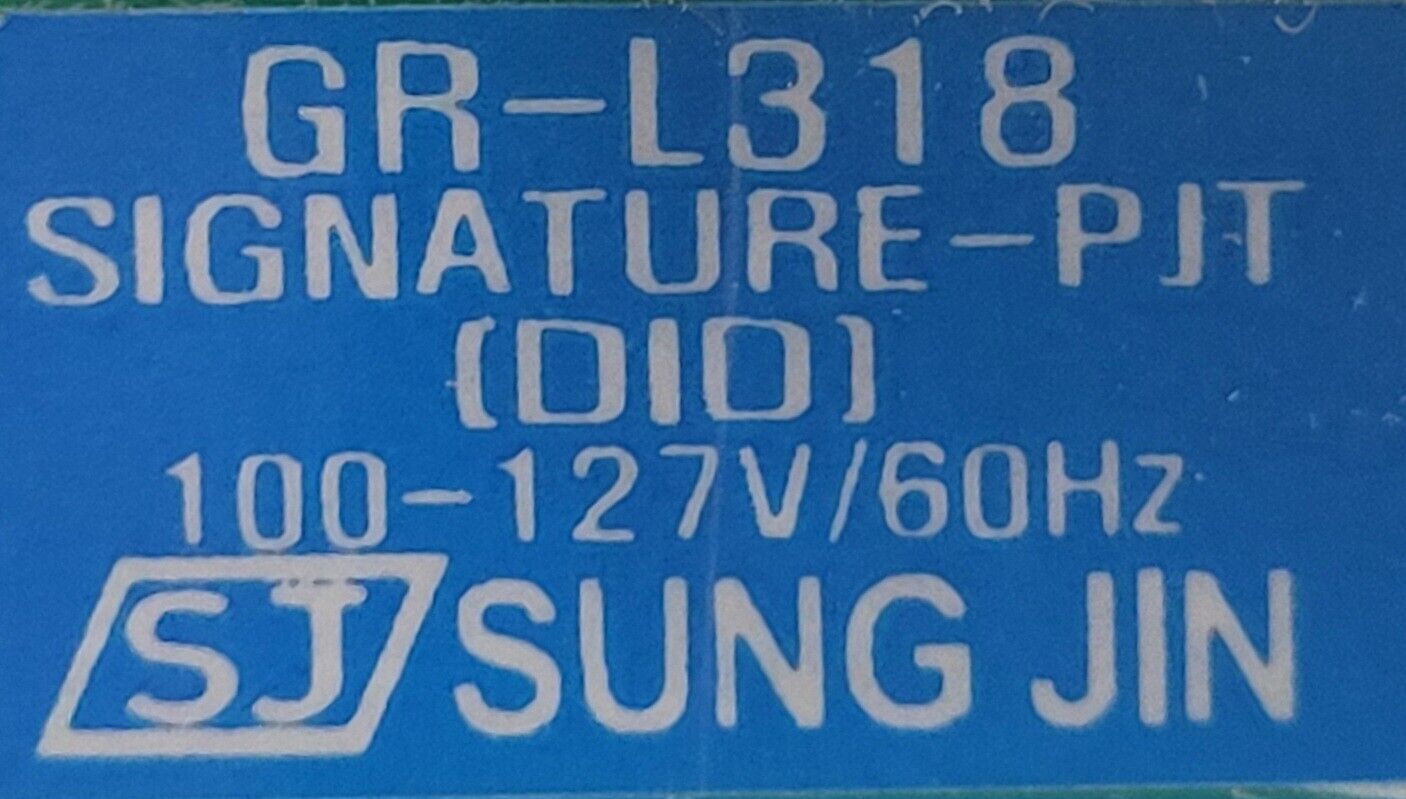 GR-L318
SIGNATURE-PJT
(DID)
100-127V/60Hz
SJ SUNG JIN